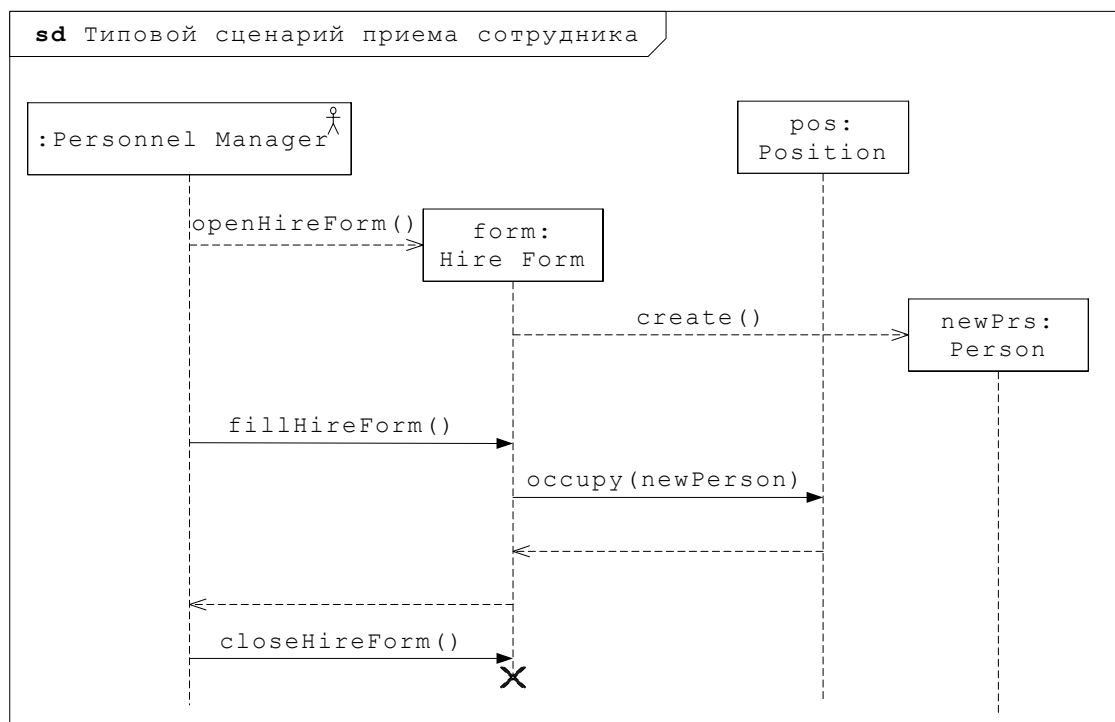 sd Типовой сценарий приема сотрудника
:Personnel Manager
pos:
Position
openHireForm()
form:
Hire Form
create()
newPrs:
Person
fillHireForm()
occupy(newPerson)
closeHireForm()